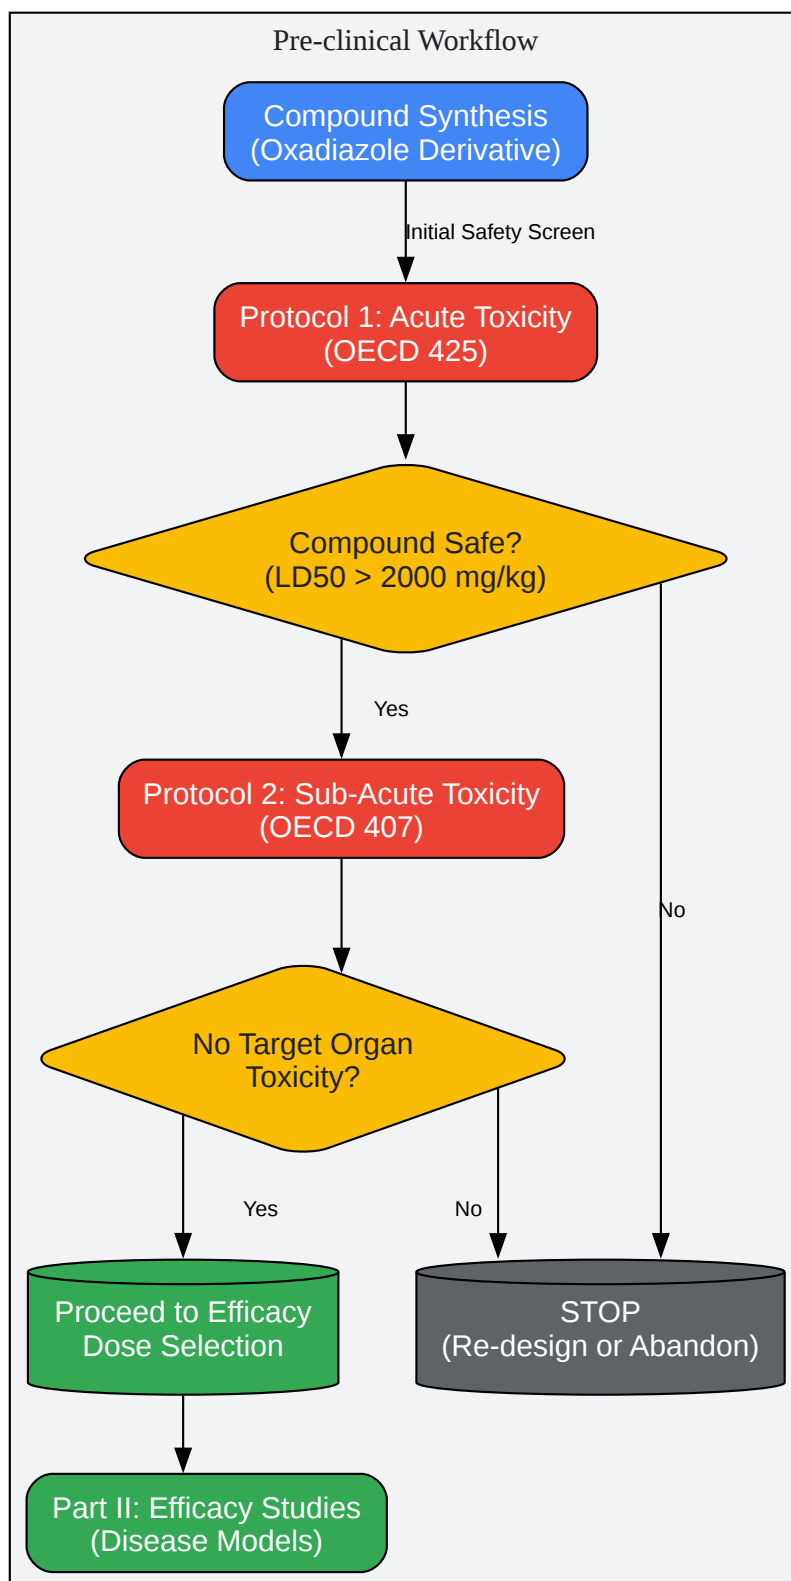 Pre-clinical Workflow
Compound Synthesis
(Oxadiazole Derivative)
Initial Safety Screen
Protocol 1: Acute Toxicity
(OECD 425)
Compound Safe?
(LD50 > 2000 mg/kg)
Yes
Protocol 2: Sub-Acute Toxicity
(OECD 407)
No
No Target Organ
Toxicity?
Yes
No
Proceed to Efficacy
Dose Selection
STOP
(Re-design or Abandon)
Part II: Efficacy Studies
(Disease Models)